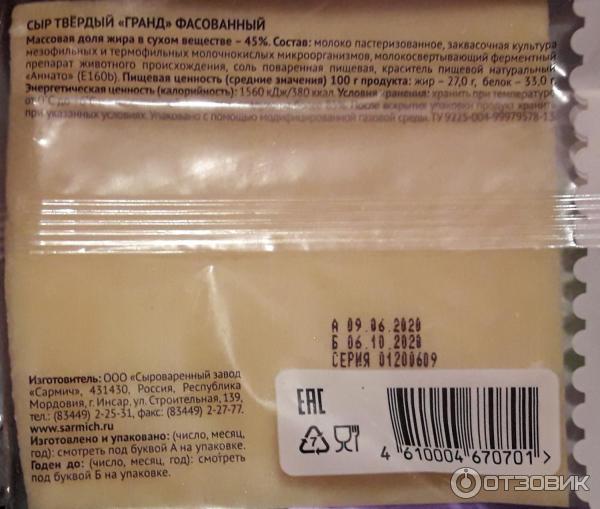 СЫР ТВЁРДЫЙ «ГРАНД» ФАСОВАННЫЙ
Массовая доля жира в сухом веществе – 45%. Состав: молоко пастеризованное, заквасочная культура
мезофильных и термофильных молочнокислых микроорганизмов, молокосвертывающий ферментный
препарат животного происхождения, соль поваренная пищевая, краситель пищевой натуральный
«Аннато» (Е160b). Пищевая ценность (средние значения) 100 г продукта: жир – 27,0 г, белок – 33,0 г.
Энергетическая ценность (калорийность): 1560 кДж/380 ккал. Условия хранения: хранить при температуре
После вскрытия упаковки продукт хранить
при указанных условиях. Упаковано с помощью модифицированной газовой среды. ТУ 9225-004-99979578-13
А 09.06.2020
Б 06.10.2020
СЕРИЯ 01200609
Изготовитель: ООО «Сыроваренный завод
«Сармич», 431430, Россия, Республика
Мордовия, г. Инсар, ул. Строительная, 139,
тел.: (83449) 2-25-31, факс: (83449) 2-27-77.
www.sarmich.ru
Изготовлено и упаковано: (число, месяц,
год): смотреть под буквой А на упаковке.
Годен до: (число, месяц, год): смотреть
под буквой Б на упаковке.
ЕАС
7
4 610004 670701 >
ОТЗОВИК